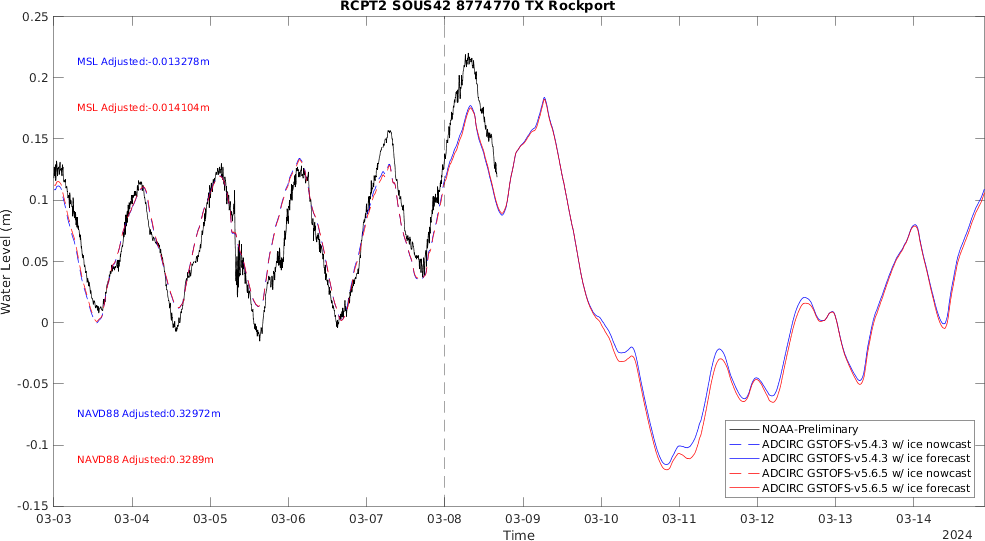 RCPT2 SOUS42 8774770 TX Rockport
0.25
0.2
0.15
0.1
0.05
0
-0.05
-0.1
-0.15
Water Level (m)
MSL Adjusted:-0.013278m
MSL Adjusted:-0.014104m
NAVD88 Adjusted:0.32972m
NAVD88 Adjusted:0.3289m
NOAA-Preliminary
ADCIRC GSTOFS-v5.4.3 w/ ice nowcast
ADCIRC GSTOFS-v5.4.3 w/ ice forecast
ADCIRC GSTOFS-v5.6.5 w/ ice nowcast
ADCIRC GSTOFS-v5.6.5 w/ ice forecast
03-03 03-04 03-05 03-06 03-07 03-08 03-09 03-10 03-11 03-12 03-13 03-14
Time
2024